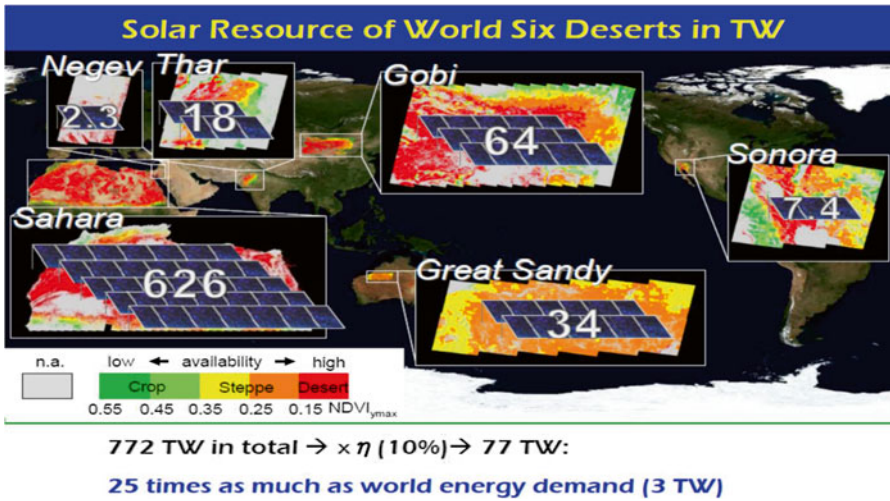 Solar Resource of World Six Deserts in TW
Negev
Thar
Gobi
2.3
18
64
Sonora
7.4
Sahara
626
Great Sandy
34
n.a.
low ← availability → high
Crop Steppe Desert
0.55 0.45 0.35 0.25 0.15 NDVIymax
772 TW in total → × η (10%) → 77 TW:
25 times as much as world energy demand (3 TW)